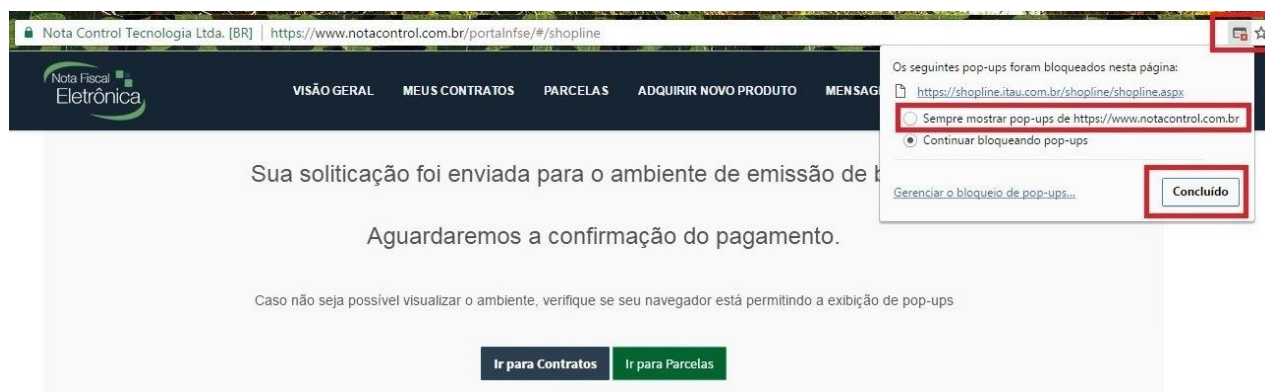 Nota Control Tecnologia Ltda. [BR] | https://www.notacontrol.com.br/portalnfse/#/shopline
Nota Fiscal
Eletrônica
VISÃO GERAL MEUS CONTRATOS PARCELAS ADQUIRIR NOVO PRODUTO MENSAG
Os seguintes pop-ups foram bloqueados nesta página:
https://shopline.itau.com.br/shopline/shopline.aspx
Sempre mostrar pop-ups de https://www.notacontrol.com.br
Continuar bloqueando pop-ups
Gerenciar o bloqueio de pop-ups...
Concluído
Sua soliticação foi enviada para o ambiente de emissão de b
Aguardaremos a confirmação do pagamento.
Caso não seja possível visualizar o ambiente, verifique se seu navegador está permitindo a exibição de pop-ups
Ir para Contratos Ir para Parcelas